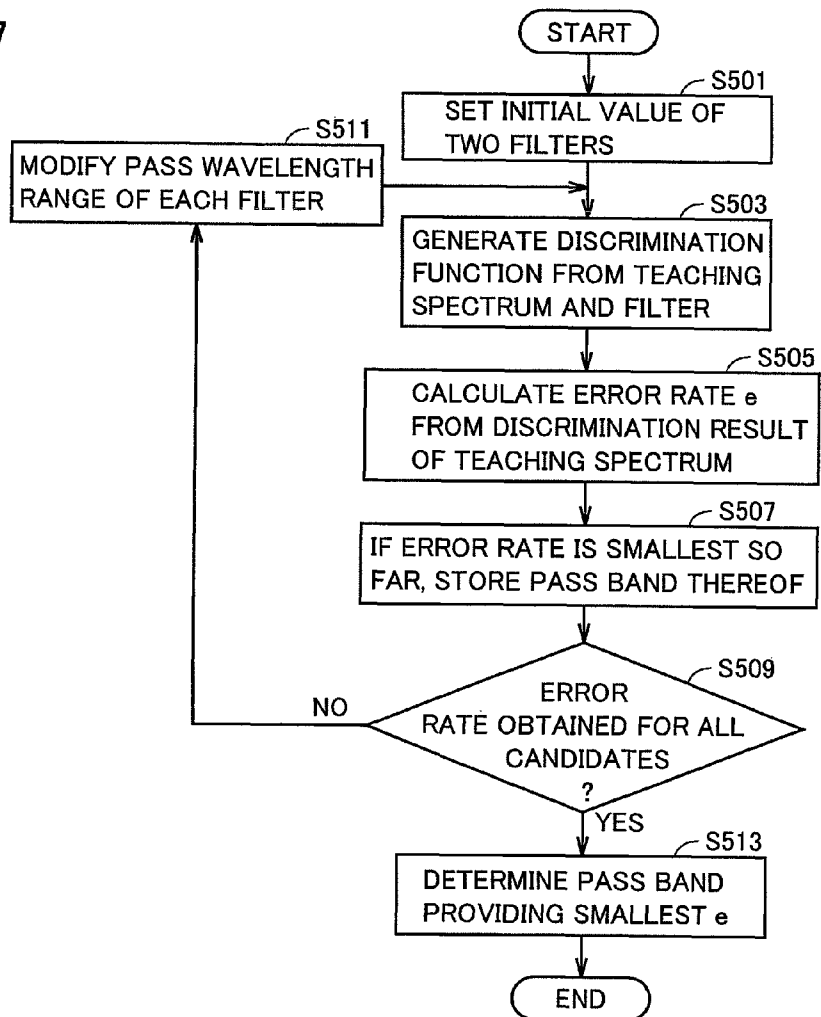 7
START
S501
SET INITIAL VALUE OF
TWO FILTERS
S511
MODIFY PASS WAVELENGTH
RANGE OF EACH FILTER
S503
GENERATE DISCRIMINATION
FUNCTION FROM TEACHING
SPECTRUM AND FILTER
S505
CALCULATE ERROR RATE e
FROM DISCRIMINATION RESULT
OF TEACHING SPECTRUM
S507
IF ERROR RATE IS SMALLEST SO
FAR, STORE PASS BAND THEREOF
S509
ERROR
RATE OBTAINED FOR ALL
CANDIDATES
?
NO
YES
S513
DETERMINE PASS BAND
PROVIDING SMALLEST e
END